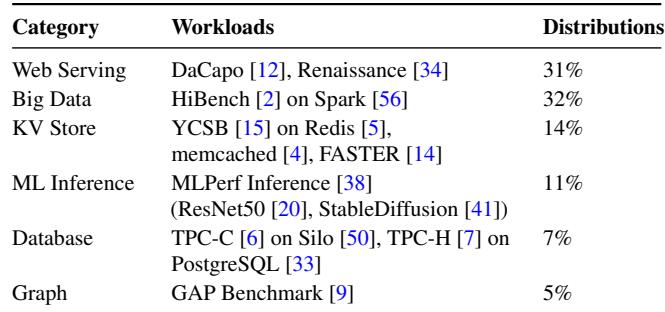 Category Workloads Distributions
Web Serving DaCapo [12], Renaissance [34] 31%
Big Data HiBench [2] on Spark [56] 32%
KV Store YCSB [15] on Redis [5], 14%
memcached [4], FASTER [14]
ML Inference MLPerf Inference [38] 11%
(ResNet50 [20], StableDiffusion [41])
Database TPC-C [6] on Silo [50], TPC-H [7] on 7%
PostgreSQL [33]
Graph GAP Benchmark [9] 5%